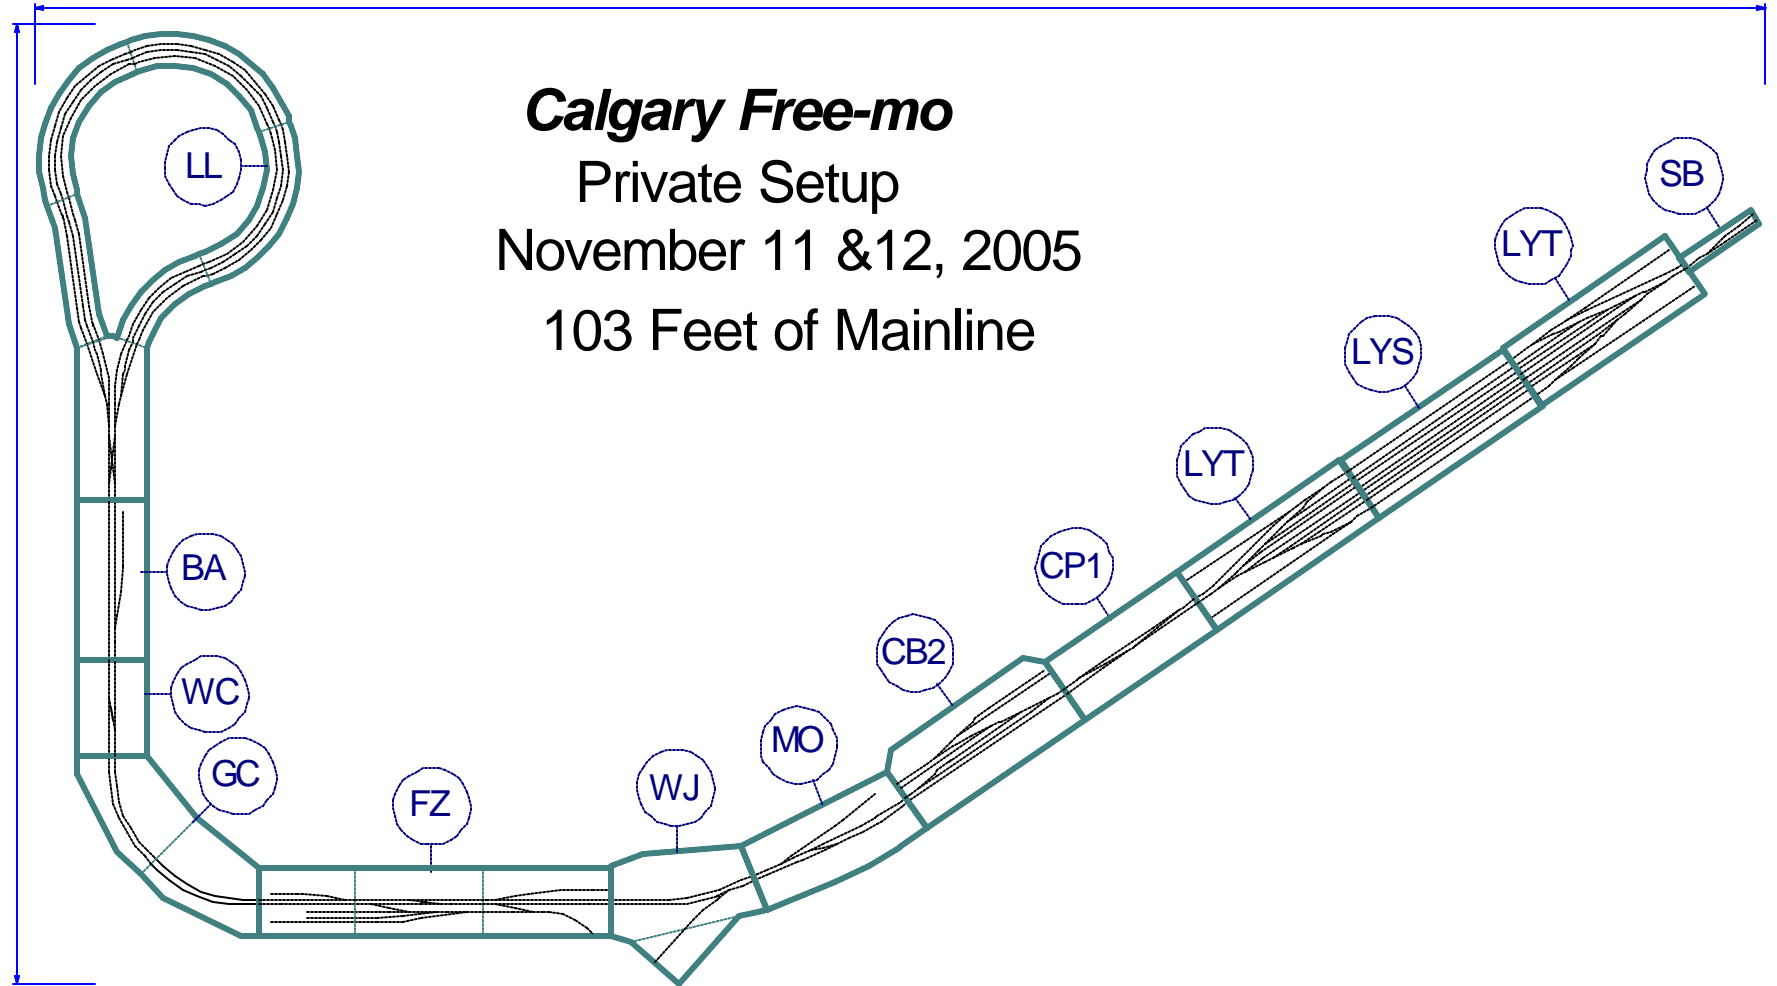 Calgary Free-mo
Private Setup
November 11 &12, 2005
103 Feet of Mainline
LL
SB
LYT
LYS
LYT
CP1
BA
CB2
WC
MO
GC
WJ
FZ